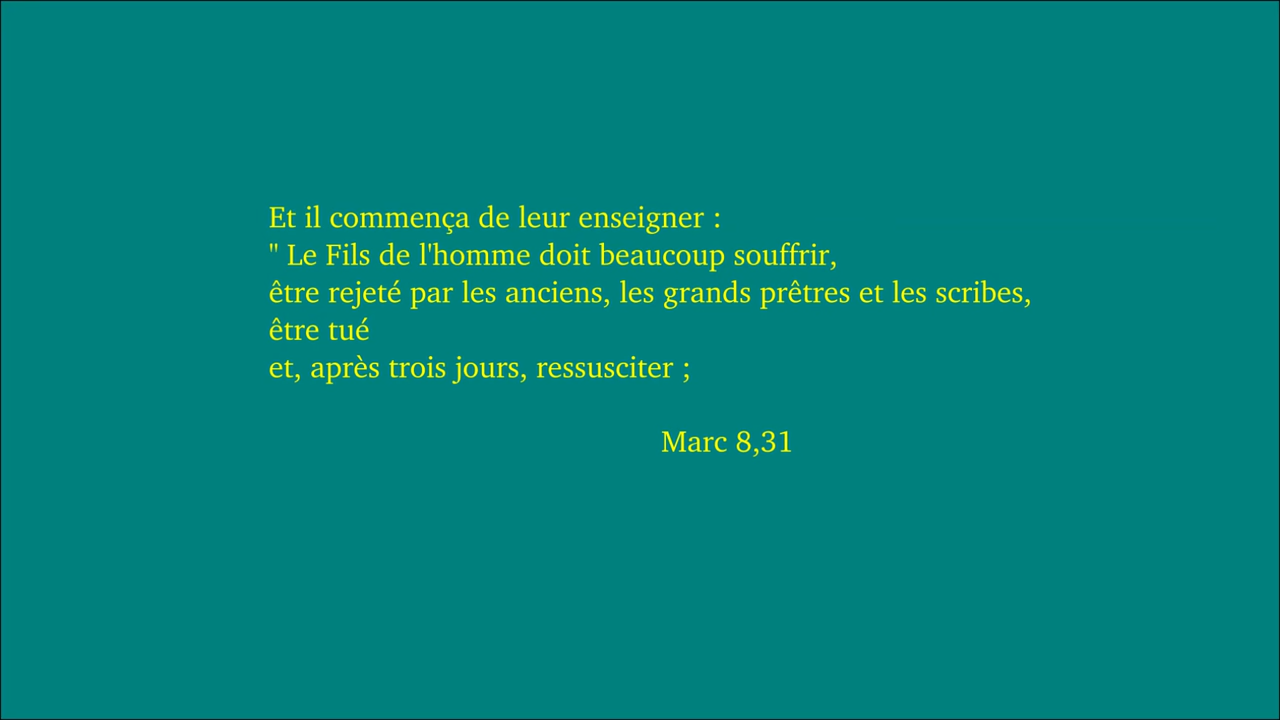 Et il commença de leur enseigner :
" Le Fils de l'homme doit beaucoup souffrir,
être rejeté par les anciens, les grands prêtres et les scribes,
être tué
et, après trois jours, ressusciter ;
Marc 8,31